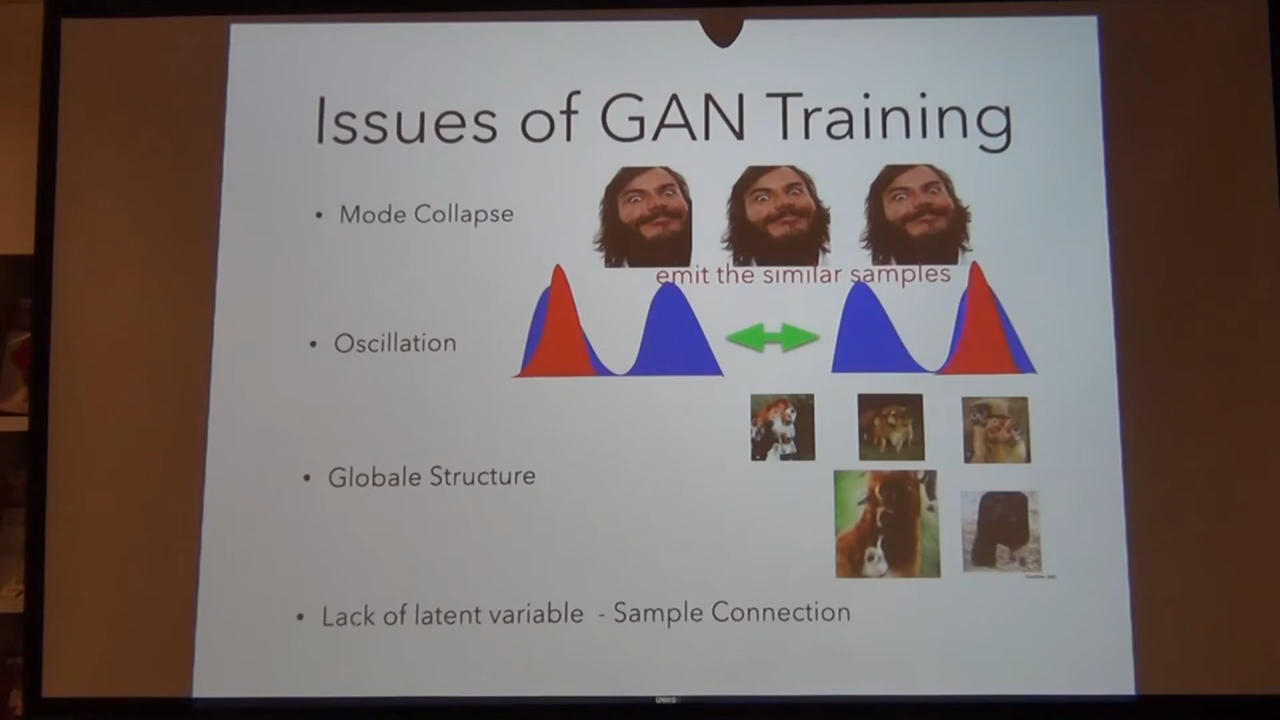 Issues of GAN Training
• Mode Collapse
emit the similar samples
• Oscillation
• Globale Structure
• Lack of latent variable - Sample Connection